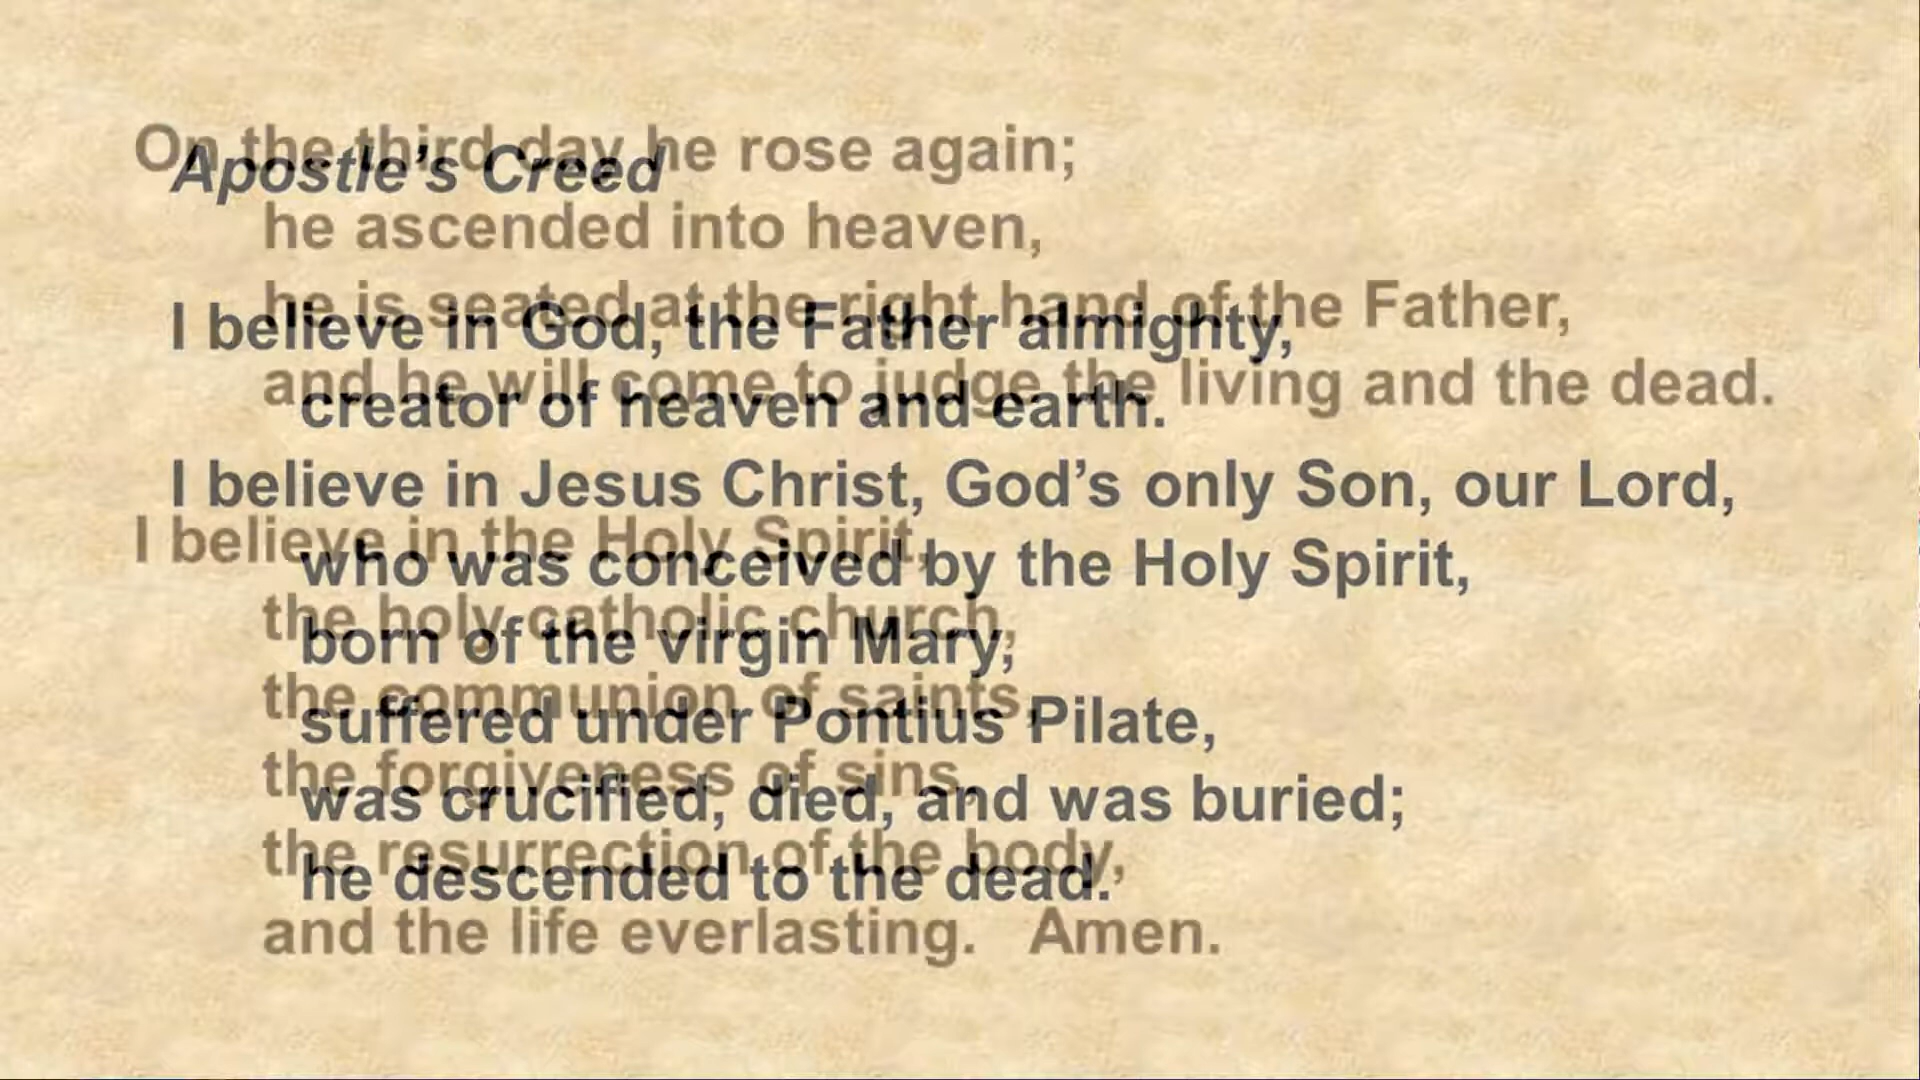 Apostle’s Creed
I believe in God, the Father almighty,
creator of heaven and earth.
I believe in Jesus Christ, God’s only Son, our Lord,
who was conceived by the Holy Spirit,
born of the virgin Mary,
suffered under Pontius Pilate,
was crucified, died, and was buried;
he descended to the dead.
On the third day he rose again;
he ascended into heaven,
he is seated at the right hand of the Father,
and he will come to judge the living and the dead.
I believe in the Holy Spirit,
the holy catholic church,
the communion of saints,
the forgiveness of sins,
the resurrection of the body,
and the life everlasting. Amen.